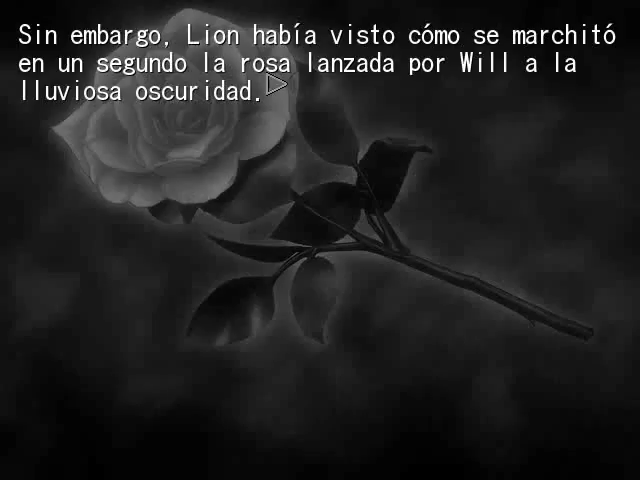 Sin embargo, Lion había visto cómo se marchitó
en un segundo la rosa lanzada por Will a la
lluviosa oscuridad.